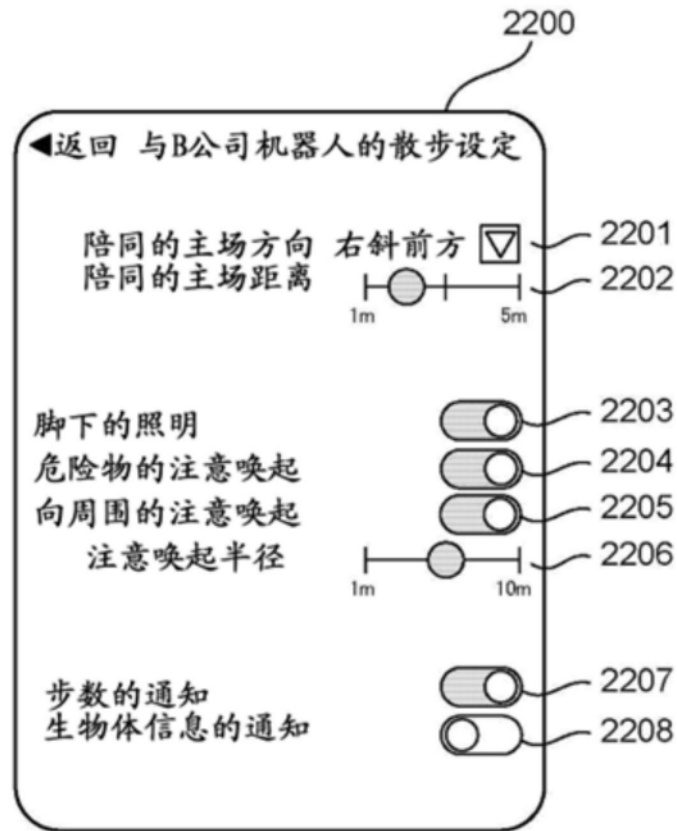 2200
◀返回 与B公司机器人的散步设定
陪同的主场方向 右斜前方 2201
陪同的主场距离 2202
1m 5m
脚下的照明 2203
危险物的注意唤起 2204
向周围的注意唤起 2205
注意唤起半径 2206
1m 10m
步数的通知 2207
生物体信息的通知 2208